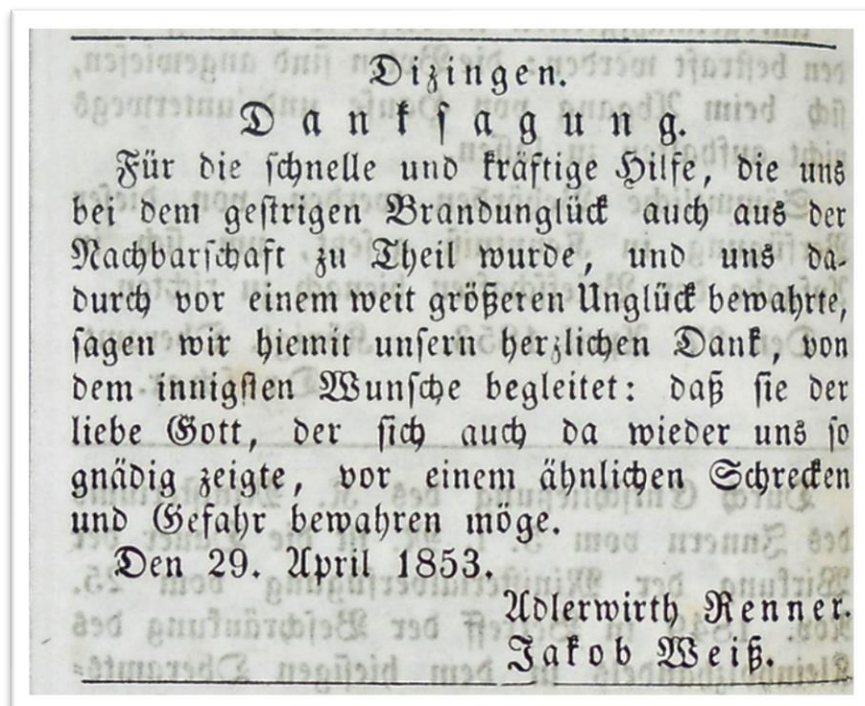 Dizingen.
Danksagung.
Für die schnelle und kräftige Hilfe, die uns
bei dem gestrigen Brandunglück auch aus der
Nachbarschaft zu Theil wurde, und uns da-
durch vor einem weit größeren Unglück bewahrte,
sagen wir hiemit unsern herzlichen Dank, von
dem innigsten Wunsche begleitet: daß sie der
liebe Gott, der sich auch da wieder uns so
gnädig zeigte, vor einem ähnlichen Schrecken
und Gefahr bewahren möge.
Den 29. April 1853.
Adlerwirth Renner.
Jakob Weiß.